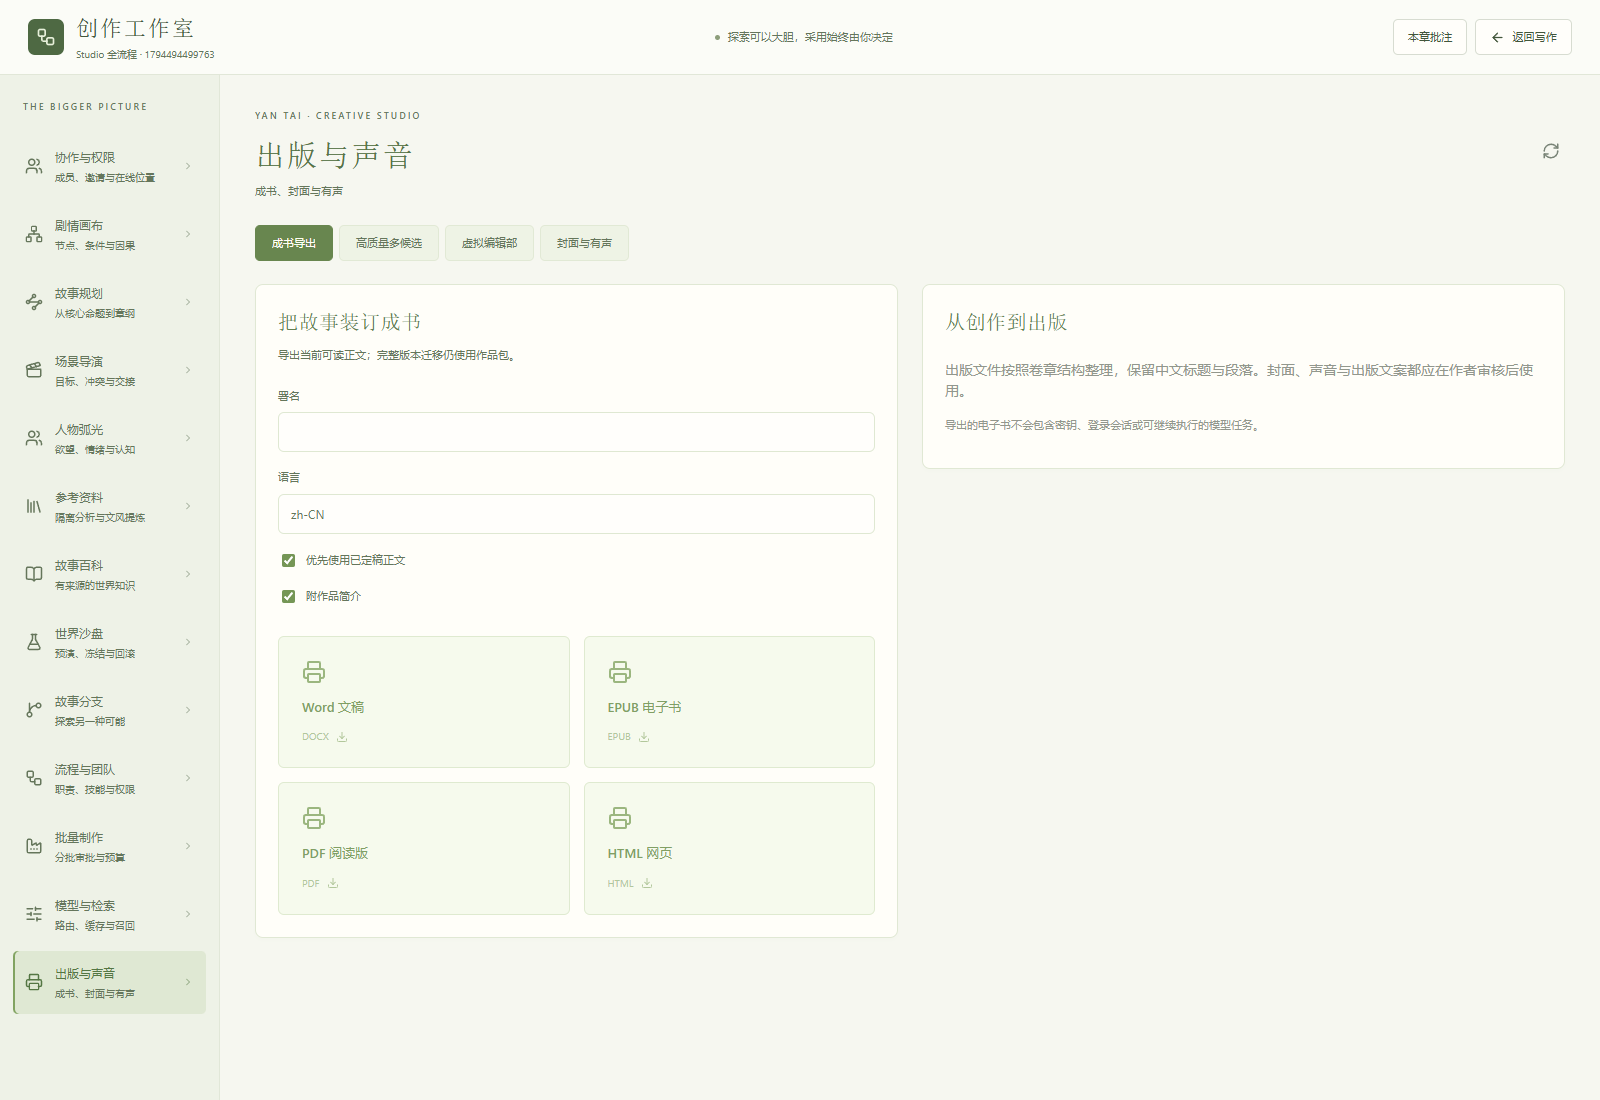 创作工作室
Studio 全流程 · 1794494499763
探索可以大胆，采用始终由你决定
本章批注
返回写作
THE BIGGER PICTURE
协作与权限
成员、邀请与在线位置
剧情画布
节点、条件与因果
故事规划
从核心命题到章纲
场景导演
目标、冲突与交接
人物弧光
欲望、情绪与认知
参考资料
隔离分析与文风提炼
故事百科
有来源的世界知识
世界沙盘
预演、冻结与回滚
故事分支
探索另一种可能
流程与团队
职责、技能与权限
批量制作
分批审批与预算
模型与检索
路由、缓存与召回
出版与声音
成书、封面与有声
YAN TAI · CREATIVE STUDIO
出版与声音
成书、封面与有声
成书导出
高质量多候选
虚拟编辑部
封面与有声
把故事装订成书
导出当前可读正文；完整版本迁移仍使用作品包。
署名
语言
zh-CN
优先使用已定稿正文
附作品简介
Word 文稿
DOCX
EPUB 电子书
EPUB
PDF 阅读版
PDF
HTML 网页
HTML
从创作到出版
出版文件按照卷章结构整理，保留中文标题与段落。封面、声音与出版文案都应在作者审核后使
用。
导出的电子书不会包含密钥、登录会话或可继续执行的模型任务。